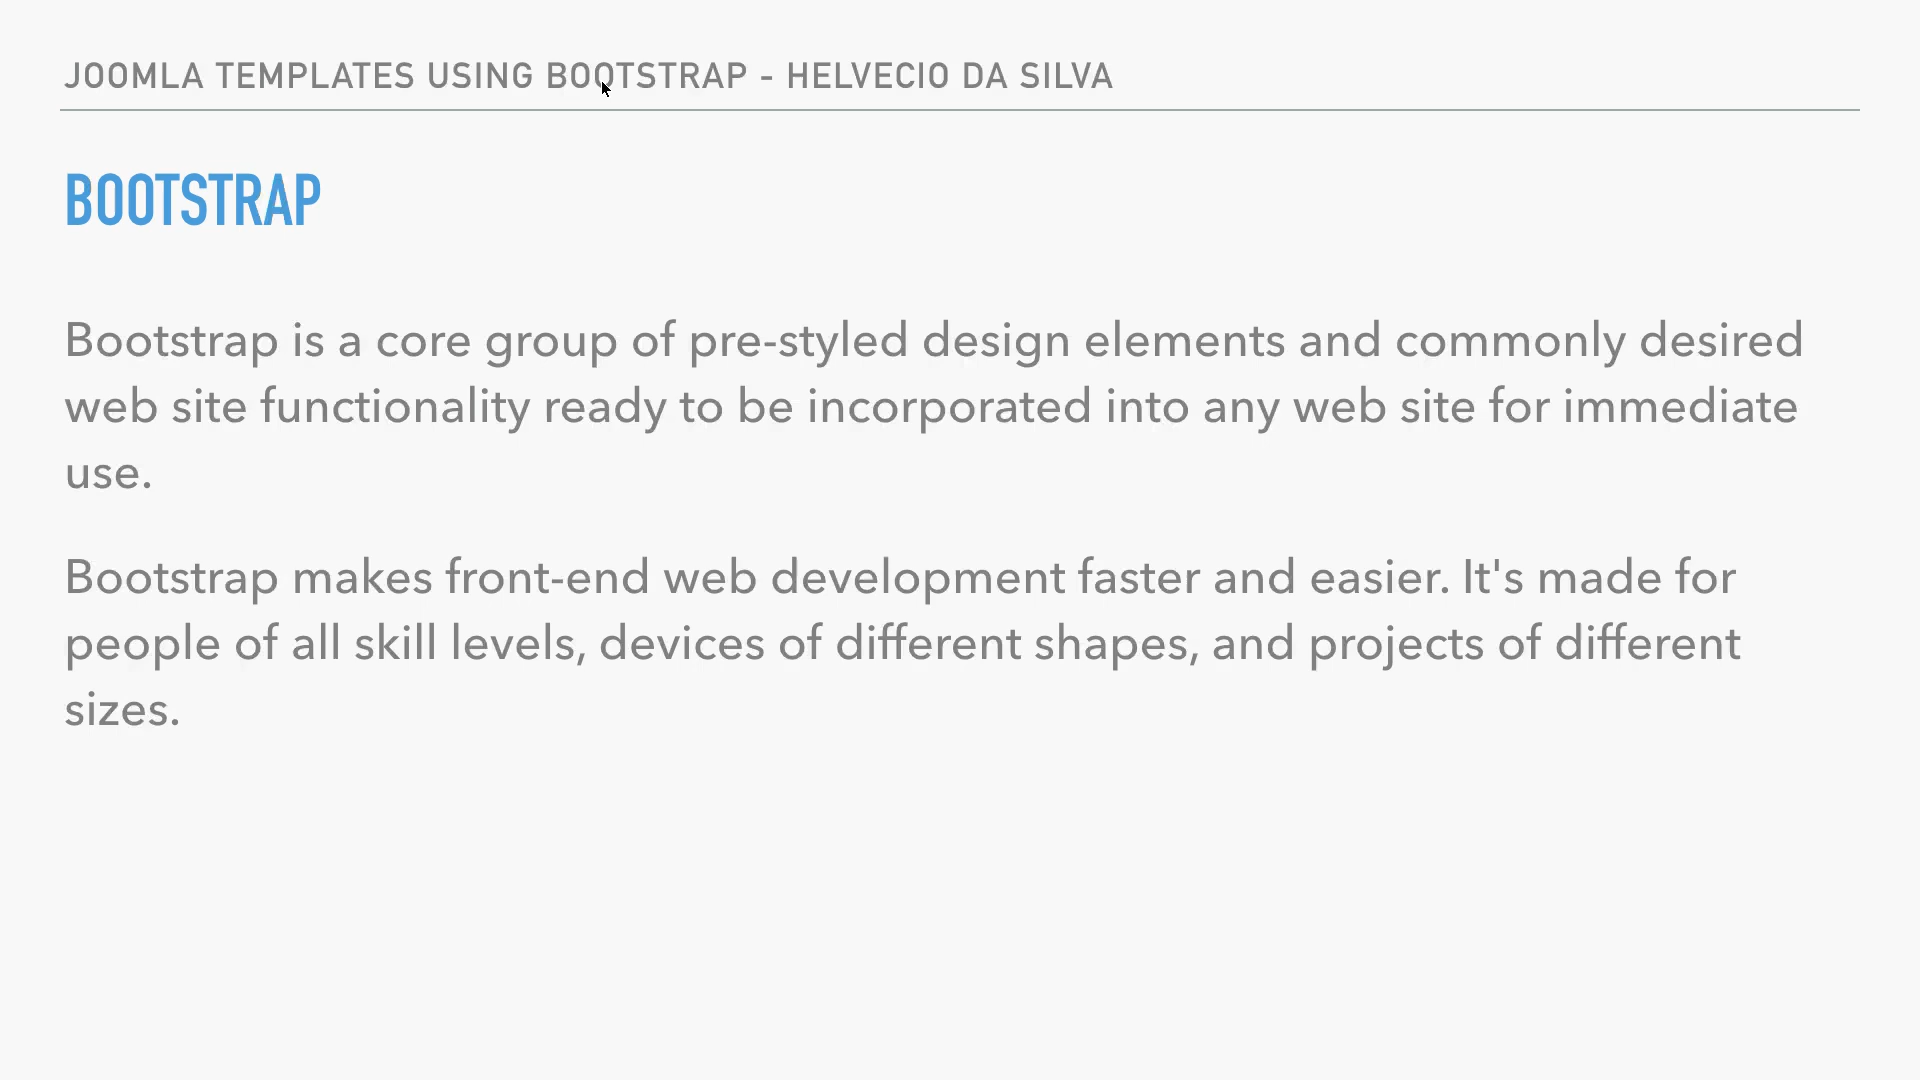 JOOMLA TEMPLATES USING BOOTSTRAP - HELVECIO DA SILVA
BOOTSTRAP
Bootstrap is a core group of pre-styled design elements and commonly desired
web site functionality ready to be incorporated into any web site for immediate
use.
Bootstrap makes front-end web development faster and easier. It's made for
people of all skill levels, devices of different shapes, and projects of different
sizes.